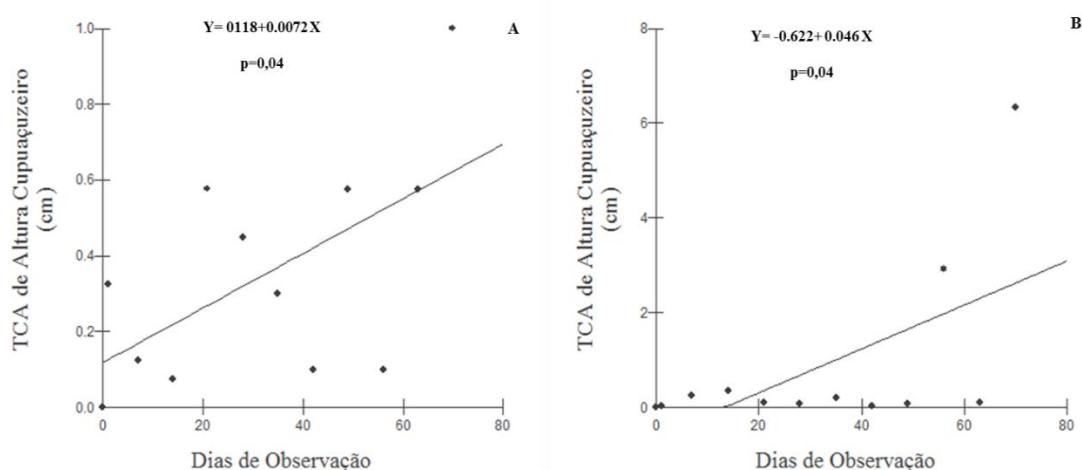 Y= 0118+0.0072X
A
p=0,04
1.0
0.8
0.6
0.4
0.2
0.0
0
20
40
60
80
TCA de Altura Cupuaçuzeiro
(cm)
Dias de Observação
Y= -0.622+0.046X
B
p=0,04
8
6
4
2
0
0
20
40
60
80
TCA de Altura Cupuaçuzeiro
(cm)
Dias de Observação